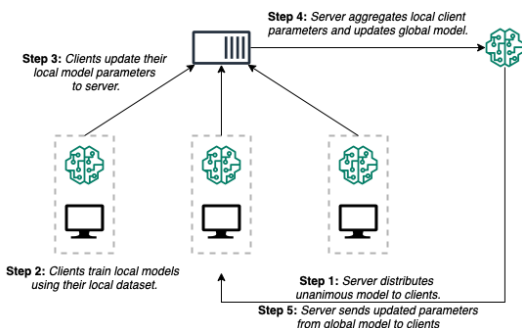 Step 4: Server aggregates local client
parameters and updates global model.
Step 3: Clients update their
local model parameters
to server.
Step 2: Clients train local models
using their local dataset.
Step 1: Server distributes
unanimous model to clients.
Step 5: Server sends updated parameters
from global model to clients